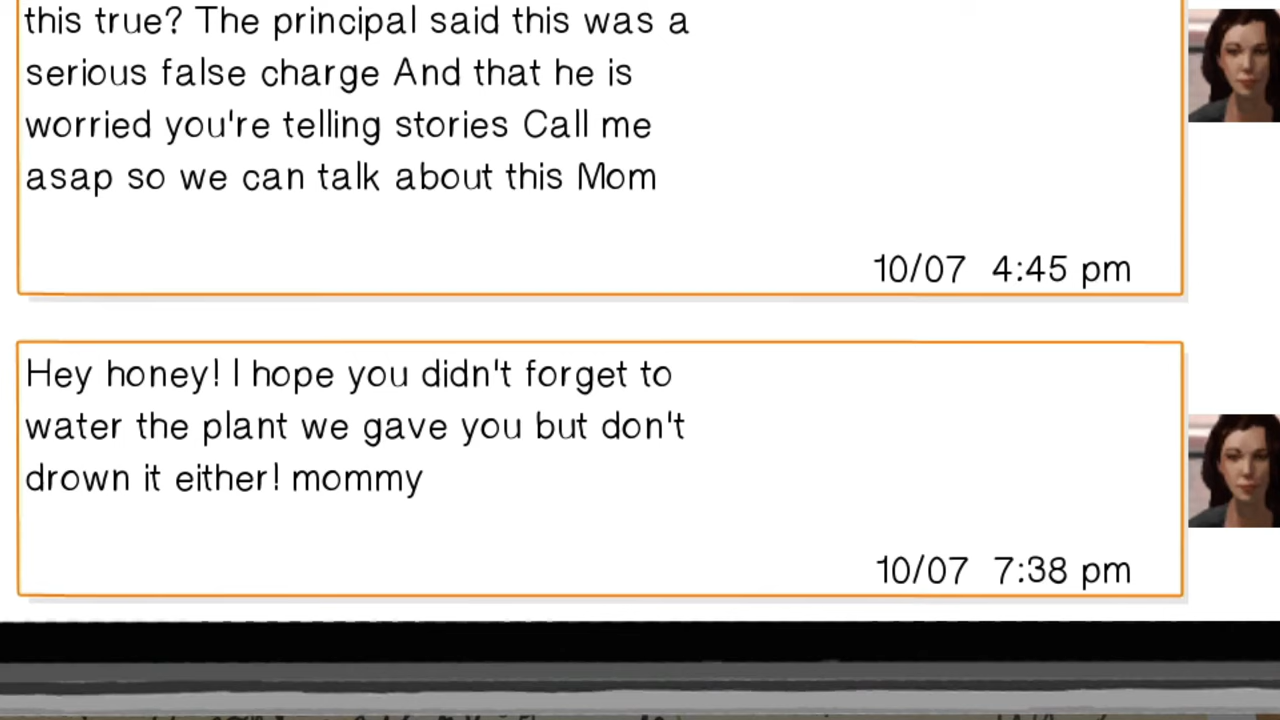 this true? The principal said this was a
serious false charge And that he is
worried you're telling stories Call me
asap so we can talk about this Mom
10/07 4:45 pm
Hey honey! I hope you didn't forget to
water the plant we gave you but don't
drown it either! mommy
10/07 7:38 pm